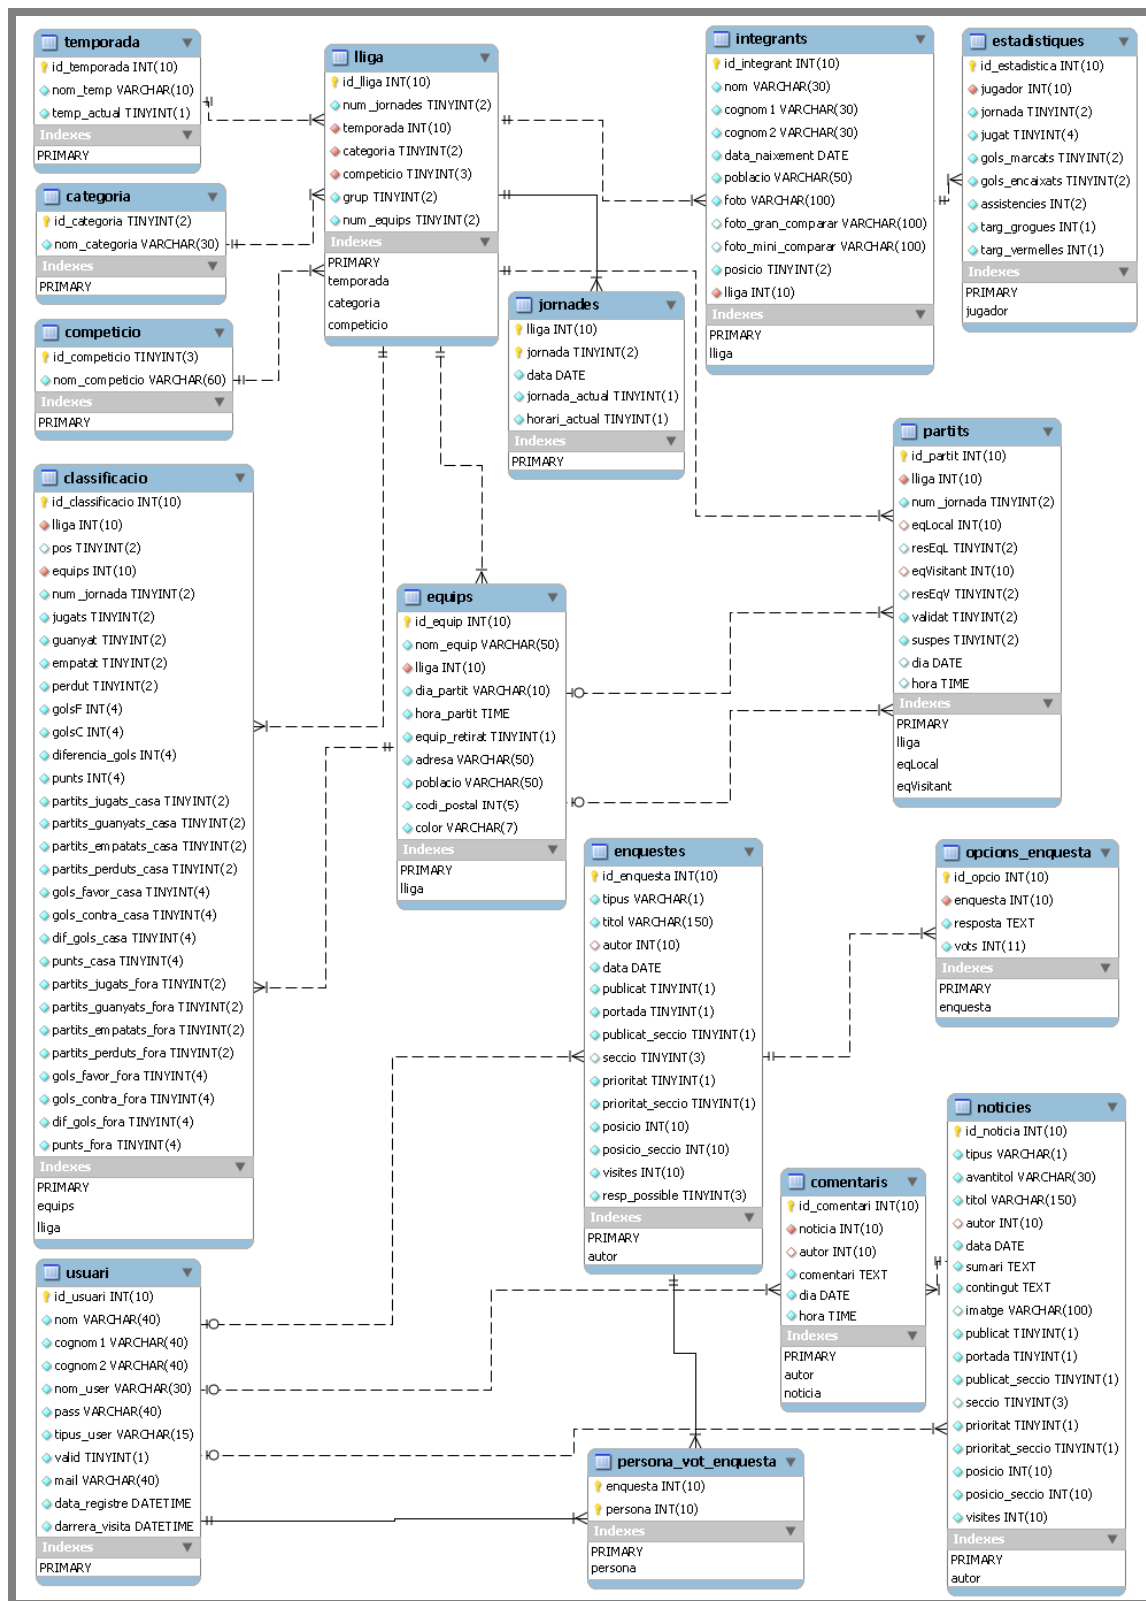 temporada
id_temporada INT(10)
nom_temp VARCHAR(10)
temp_actual TINYINT(1)
Indexes
PRIMARY
categoria
id_categoria TINYINT(2)
nom_categoria VARCHAR(30)
Indexes
PRIMARY
competicio
id_competicio TINYINT(3)
nom_competicio VARCHAR(60)
Indexes
PRIMARY
lliga
id_lliga INT(10)
num_jornades TINYINT(2)
temporada INT(10)
categoria TINYINT(2)
competicio TINYINT(3)
grup TINYINT(2)
num_equips TINYINT(2)
Indexes
PRIMARY
temporada
categoria
competicio
integrants
id_integrant INT(10)
nom VARCHAR(30)
cognom1 VARCHAR(30)
cognom2 VARCHAR(30)
data_naixement DATE
poblacio VARCHAR(50)
foto VARCHAR(100)
foto_gran_comparar VARCHAR(100)
foto_mini_comparar VARCHAR(100)
posicio TINYINT(2)
lliga INT(10)
Indexes
PRIMARY
lliga
estadistiques
id_estadistica INT(10)
jugador INT(10)
jornada TINYINT(2)
jugat TINYINT(4)
gols_marcats TINYINT(2)
gols_encaixats TINYINT(2)
assistencies INT(2)
targ_grogues INT(1)
targ_vermelles INT(1)
Indexes
PRIMARY
jugador
jornades
lliga INT(10)
jornada TINYINT(2)
data DATE
jornada_actual TINYINT(1)
horari_actual TINYINT(1)
Indexes
PRIMARY
partits
id_partit INT(10)
lliga INT(10)
num_jornada TINYINT(2)
eqLocal INT(10)
resEqL TINYINT(2)
eqVisitant INT(10)
resEqV TINYINT(2)
validat TINYINT(2)
suspes TINYINT(2)
dia DATE
hora TIME
Indexes
PRIMARY
lliga
eqLocal
eqVisitant
classificacio
id_classificacio INT(10)
lliga INT(10)
pos TINYINT(2)
equips INT(10)
num_jornada TINYINT(2)
jugats TINYINT(2)
guanyat TINYINT(2)
empatat TINYINT(2)
perdut TINYINT(2)
golsF INT(4)
golsC INT(4)
diferencia_gols INT(4)
punts INT(4)
partits_jugats_casa TINYINT(2)
partits_guanyats_casa TINYINT(2)
partits_empatats_casa TINYINT(2)
partits_perduts_casa TINYINT(2)
gols_favor_casa TINYINT(4)
gols_contra_casa TINYINT(4)
dif_gols_casa TINYINT(4)
punts_casa TINYINT(4)
partits_jugats_fora TINYINT(2)
partits_guanyats_fora TINYINT(2)
partits_empatats_fora TINYINT(2)
partits_perduts_fora TINYINT(2)
gols_favor_fora TINYINT(4)
gols_contra_fora TINYINT(4)
dif_gols_fora TINYINT(4)
punts_fora TINYINT(4)
Indexes
PRIMARY
equips
lliga
equips
id_equip INT(10)
nom_equip VARCHAR(50)
lliga INT(10)
dia_partit VARCHAR(10)
hora_partit TIME
equip_retirat TINYINT(1)
adresa VARCHAR(50)
poblacio VARCHAR(50)
codi_postal INT(5)
color VARCHAR(7)
Indexes
PRIMARY
lliga
enquestes
id_enquesta INT(10)
tipus VARCHAR(1)
titol VARCHAR(150)
autor INT(10)
data DATE
publicat TINYINT(1)
portada TINYINT(1)
publicat_seccio TINYINT(1)
seccio TINYINT(3)
prioritat TINYINT(1)
prioritat_seccio TINYINT(1)
posicio INT(10)
posicio_seccio INT(10)
visites INT(10)
resp_possible TINYINT(3)
Indexes
PRIMARY
autor
opcions_enquesta
id_opcio INT(10)
enquesta INT(10)
resposta TEXT
vots INT(11)
Indexes
PRIMARY
enquesta
noticies
id_noticia INT(10)
tipus VARCHAR(1)
avantitol VARCHAR(30)
titol VARCHAR(150)
autor INT(10)
data DATE
sumari TEXT
contingut TEXT
imatge VARCHAR(100)
publicat TINYINT(1)
portada TINYINT(1)
publicat_seccio TINYINT(1)
seccio TINYINT(3)
prioritat TINYINT(1)
prioritat_seccio TINYINT(1)
posicio INT(10)
posicio_seccio INT(10)
visites INT(10)
Indexes
PRIMARY
autor
comentaris
id_comentari INT(10)
noticia INT(10)
autor INT(10)
comentari TEXT
dia DATE
hora TIME
Indexes
PRIMARY
autor
noticia
usuari
id_usuari INT(10)
nom VARCHAR(40)
cognom1 VARCHAR(40)
cognom2 VARCHAR(40)
nom_user VARCHAR(30)
pass VARCHAR(40)
tipus_user VARCHAR(15)
valid TINYINT(1)
mail VARCHAR(40)
data_registre DATETIME
darrera_visita DATETIME
Indexes
PRIMARY
persona_vot_enquesta
enquesta INT(10)
persona INT(10)
Indexes
PRIMARY
persona